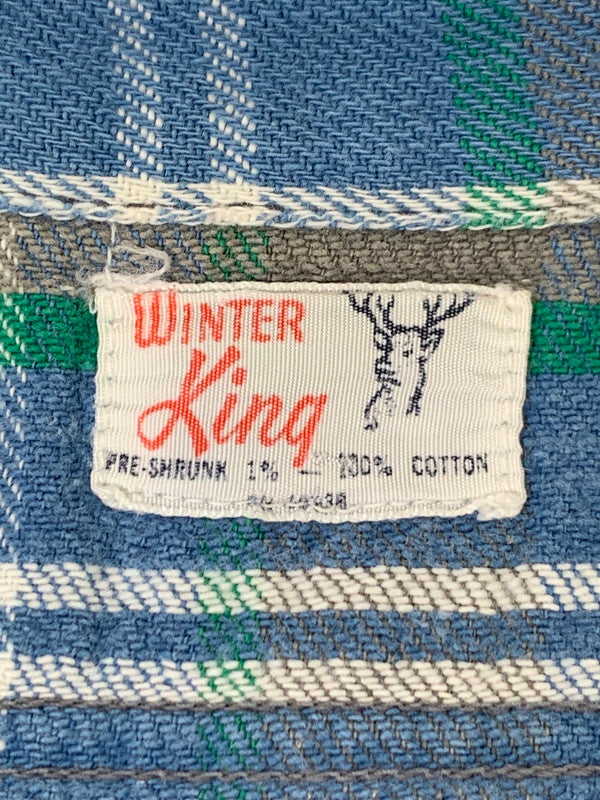 WINTER
King
PRE-SHRUNK 1% — 100% COTTON